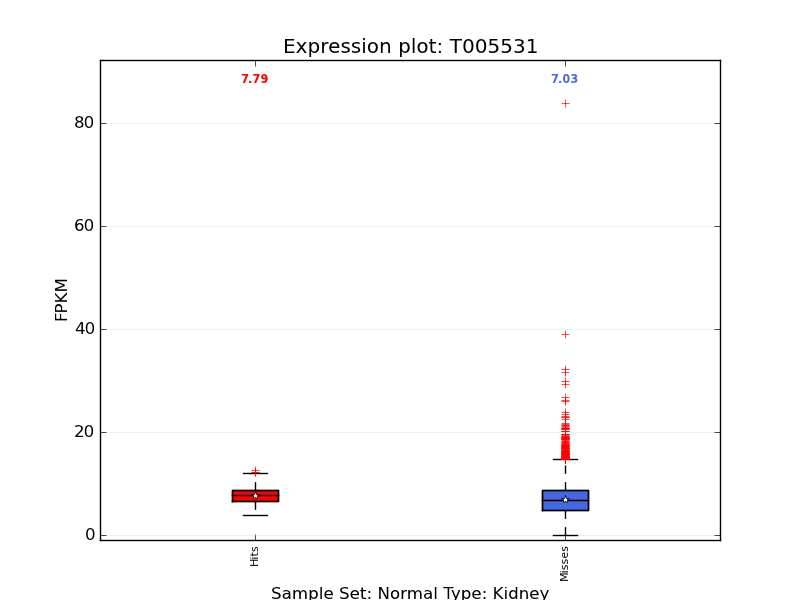 Expression plot: T005531
7.79 7.03
80
60
40
20
0
FPKM
Hits Misses
Sample Set: Normal Type: Kidney